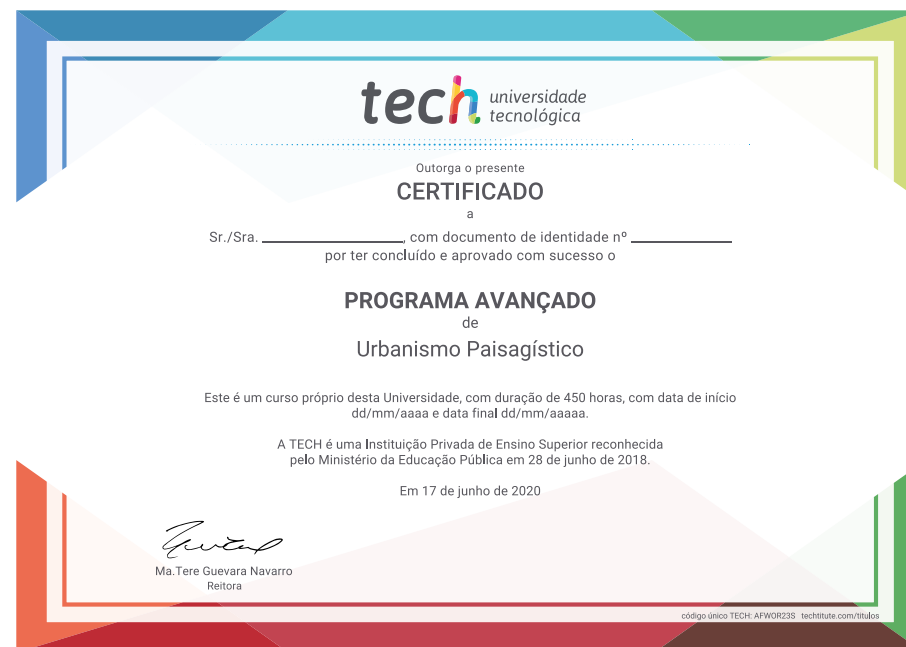 tech universidade
tecnológica
Outorga o presente
CERTIFICADO
a
Sr./Sra. ____________________, com documento de identidade nº ______________
por ter concluído e aprovado com sucesso o
PROGRAMA AVANÇADO
de
Urbanismo Paisagístico
Este é um curso próprio desta Universidade, com duração de 450 horas, com data de início
dd/mm/aaaa e data final dd/mm/aaaaa.
A TECH é uma Instituição Privada de Ensino Superior reconhecida
pelo Ministério da Educação Pública em 28 de junho de 2018.
Em 17 de junho de 2020
Ma.Tere Guevara Navarro
Reitora
código único TECH: AFWOR23S techtitute.com/titulos